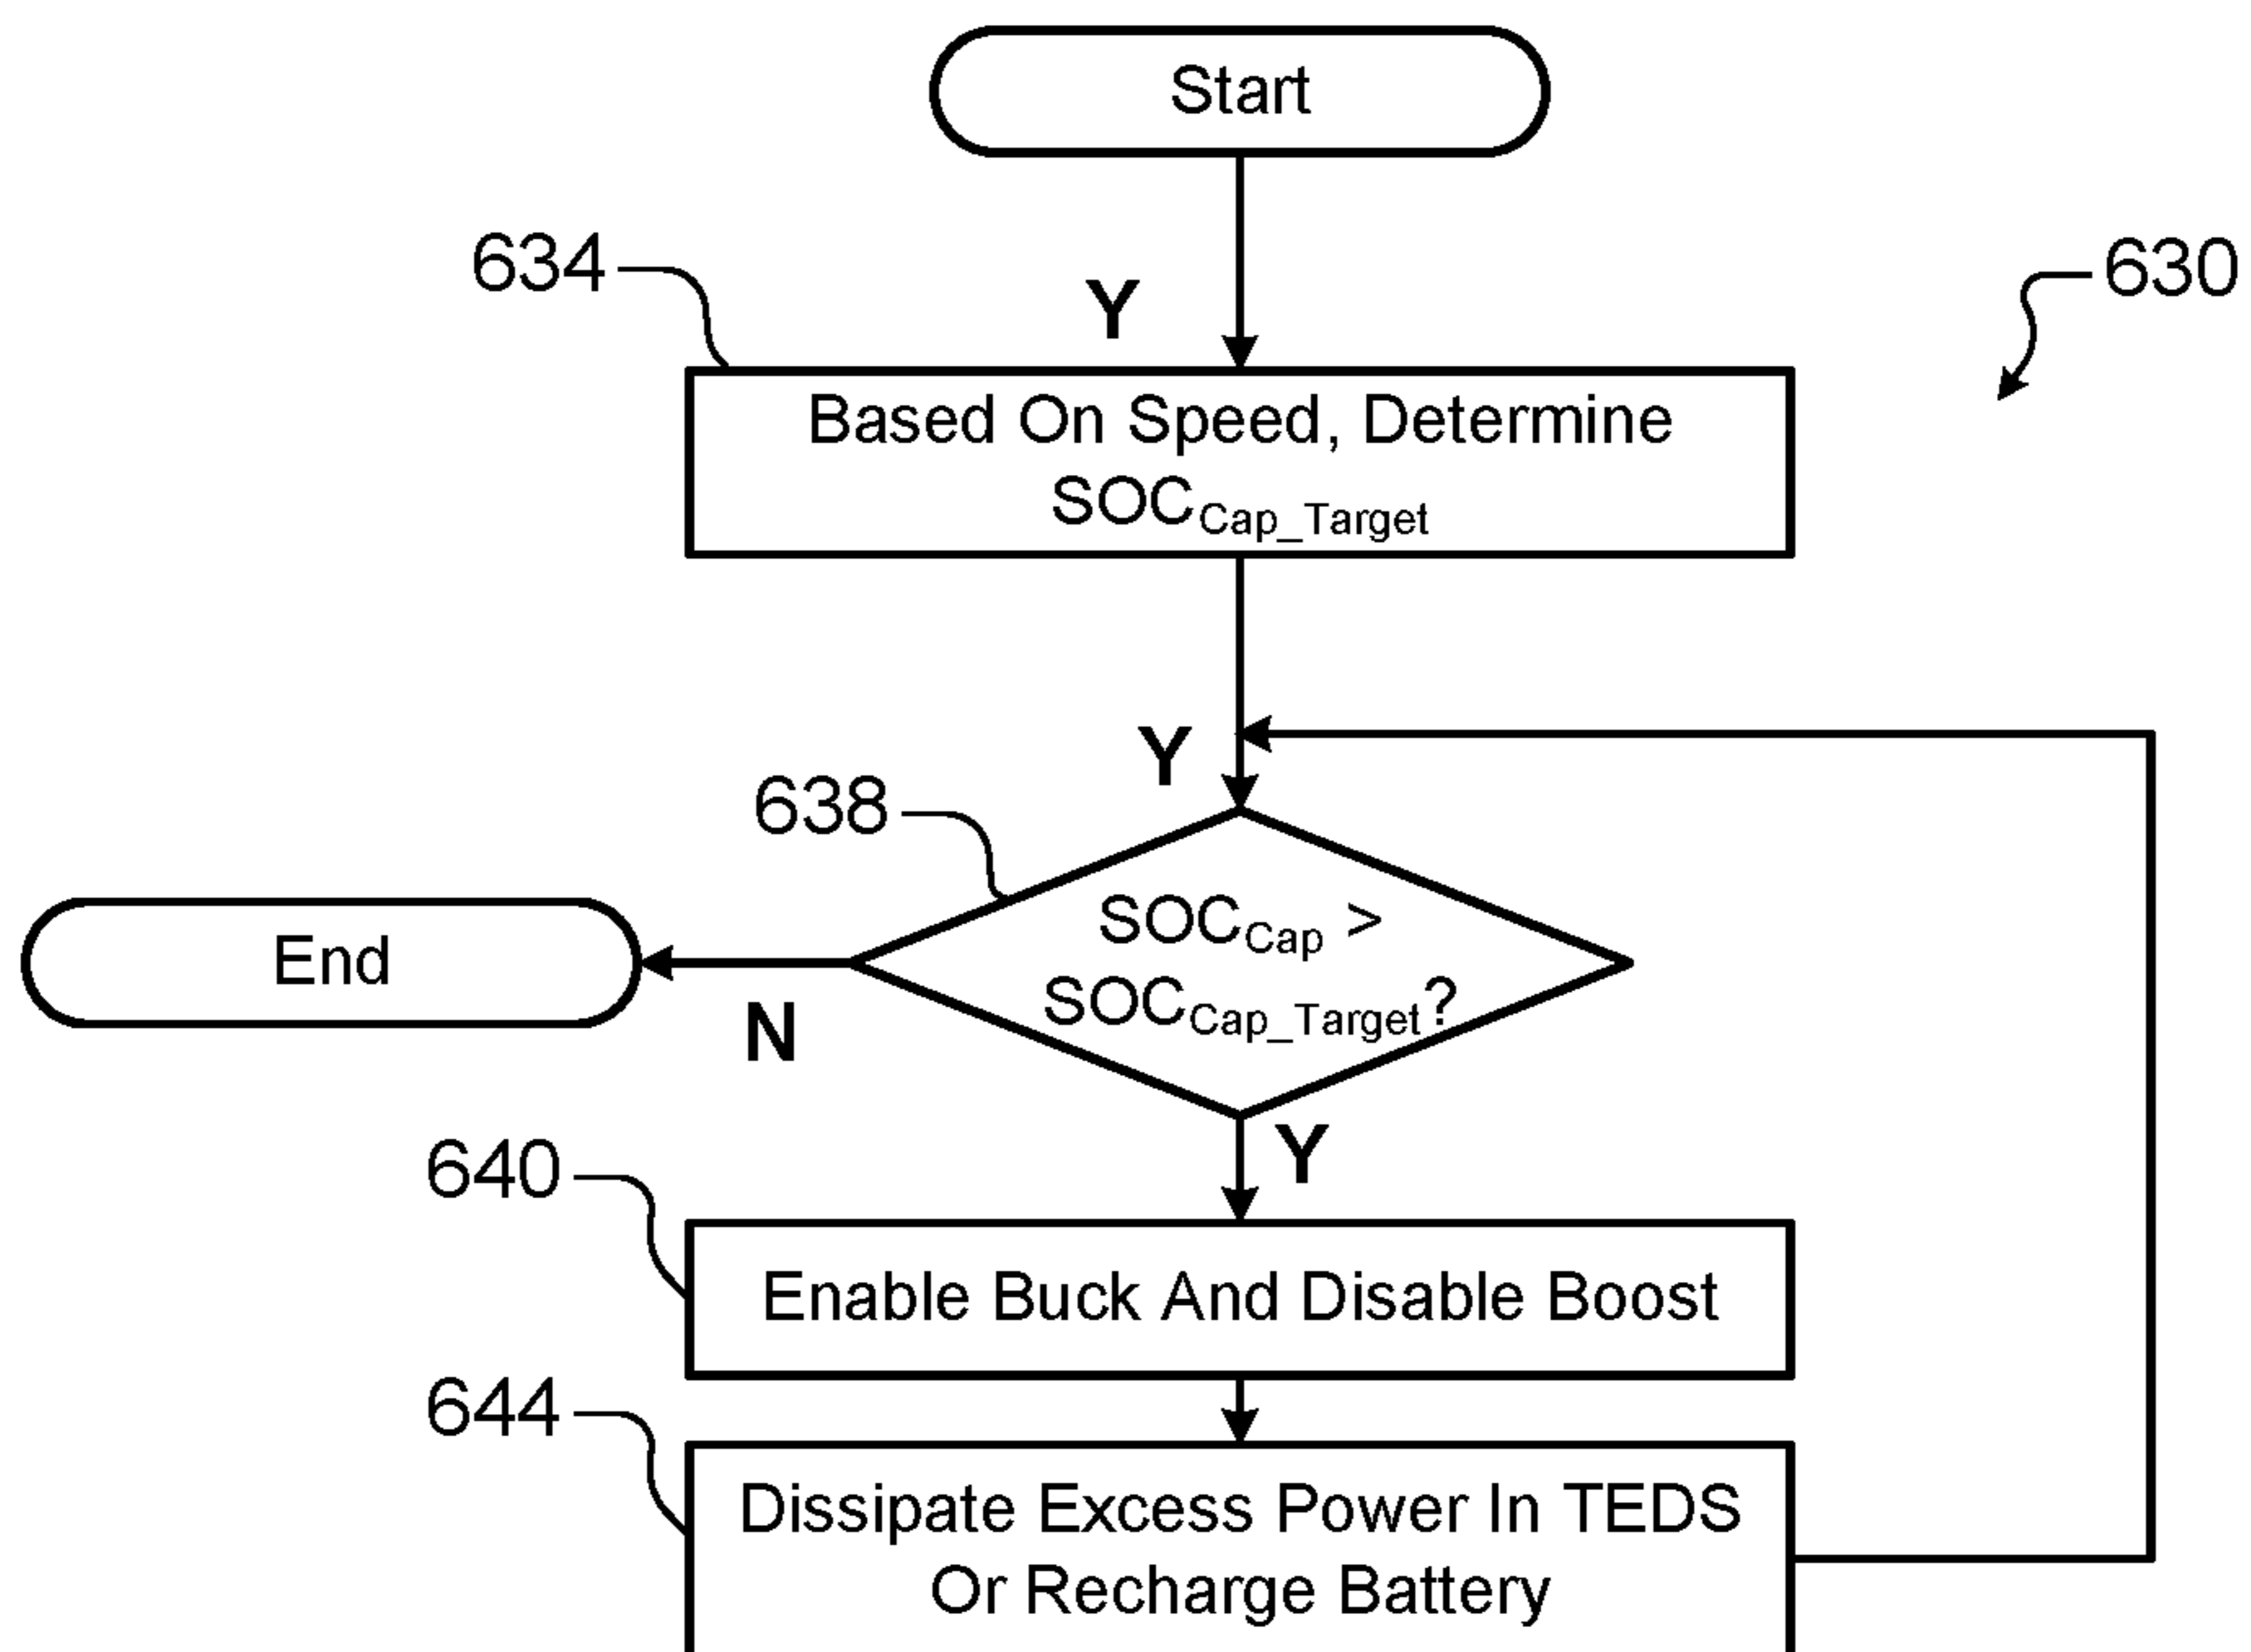 Start
634
630
Y
Based On Speed, Determine
SOCCap_Target
Y
638
SOCCap >
SOCCap_Target?
End
N
Y
640
Enable Buck And Disable Boost
644
Dissipate Excess Power In TEDS
Or Recharge Battery